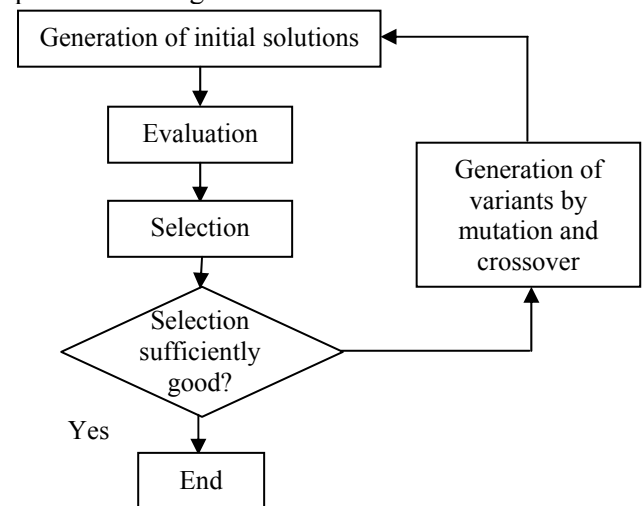 Generation of initial solutions
Evaluation
Selection
Selection
sufficiently
good?
Generation of
variants by
mutation and
crossover
Yes
End